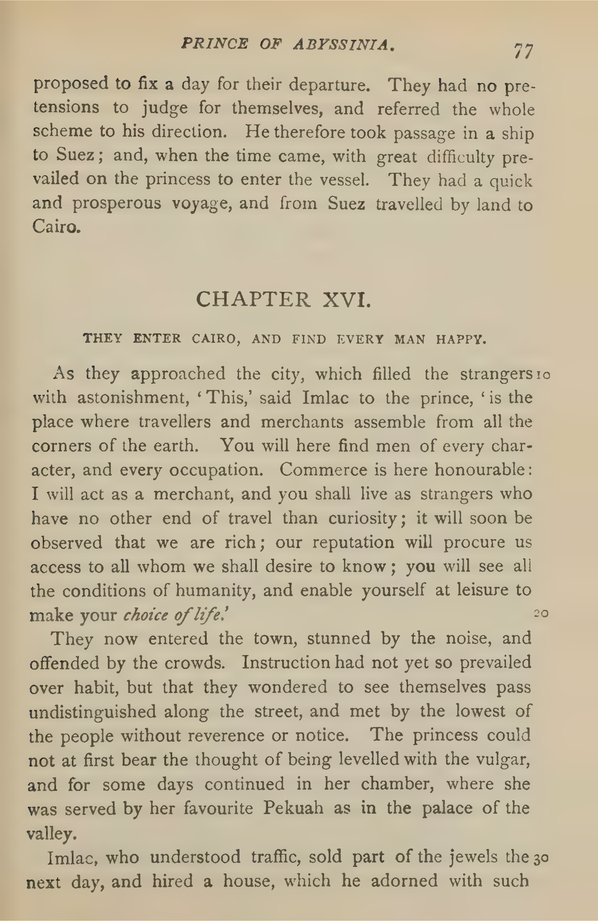 PRINCE OF ABYSSINIA. 77
proposed to fix a day for their departure. They had no pre-
tensions to judge for themselves, and referred the whole
scheme to his direction. He therefore took passage in a ship
to Suez; and, when the time came, with great difficulty pre-
vailed on the princess to enter the vessel. They had a quick
and prosperous voyage, and from Suez travelled by land to
Cairo.
CHAPTER XVI.
THEY ENTER CAIRO, AND FIND EVERY MAN HAPPY.
As they approached the city, which filled the strangers 10
with astonishment, ‘This,’ said Imlac to the prince, ‘is the
place where travellers and merchants assemble from all the
corners of the earth. You will here find men of every char-
acter, and every occupation. Commerce is here honourable:
I will act as a merchant, and you shall live as strangers who
have no other end of travel than curiosity; it will soon be
observed that we are rich; our reputation will procure us
access to all whom we shall desire to know; you will see all
the conditions of humanity, and enable yourself at leisure to
make your choice of life.’ 20
They now entered the town, stunned by the noise, and
offended by the crowds. Instruction had not yet so prevailed
over habit, but that they wondered to see themselves pass
undistinguished along the street, and met by the lowest of
the people without reverence or notice. The princess could
not at first bear the thought of being levelled with the vulgar,
and for some days continued in her chamber, where she
was served by her favourite Pekuah as in the palace of the
valley.
Imlac, who understood traffic, sold part of the jewels the 30
next day, and hired a house, which he adorned with such